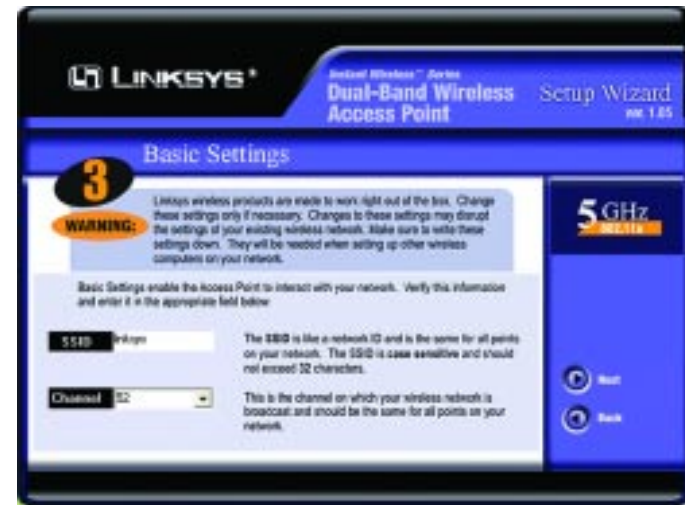 LINKSYS®
Instant Wireless™ Series
Dual-Band Wireless
Access Point
Setup Wizard
ver. 1.05
Basic Settings
3
WARNING:
Linksys wireless products are made to work right out of the box. Change
these settings only if necessary. Changes to these settings may disrupt
the settings of your existing wireless network. Make sure to write these
settings down. They will be needed when setting up other wireless
computers on your network.
5 GHz
802.11a
Basic Settings enable the Access Point to interact with your network. Verify this information
and enter it in the appropriate field below
SSID
linksys
The SSID is like a network ID and is the same for all points
on your network. The SSID is case sensitive and should
not exceed 32 characters.
Channel
52
This is the channel on which your wireless network is
broadcast and should be the same for all points on your
network.
Next
Back